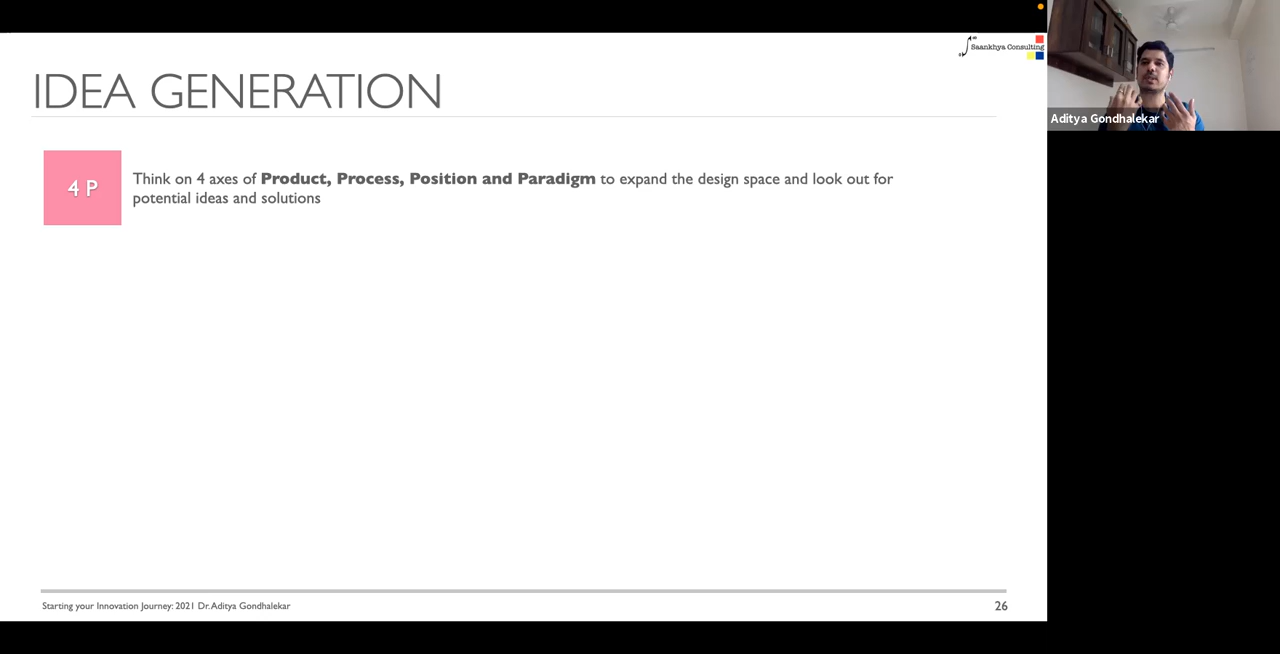 Saankhya Consulting
IDEA GENERATION
Aditya Gondhalekar
4 P
Think on 4 axes of Product, Process, Position and Paradigm to expand the design space and look out for
potential ideas and solutions
Starting your Innovation Journey: 2021 Dr. Aditya Gondhalekar
26